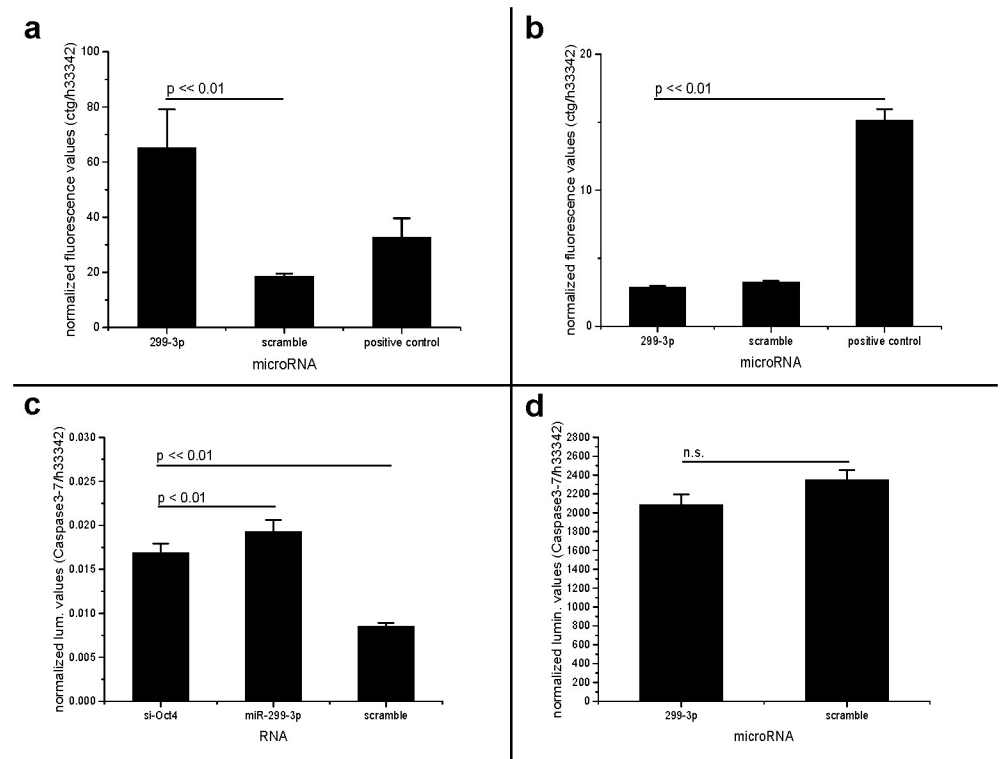 a
normalized fluorescence values (ctg/h33342)
100
80
60
40
20
0
p << 0.01
299-3p scramble positive control
microRNA
b
normalized fluorescence values (ctg/h33342)
20
10
0
p << 0.01
299-3p scramble positive control
microRNA
c
normalized lum. values (Caspase3-7/h33342)
0.030
0.025
0.020
0.015
0.010
0.005
0.000
p << 0.01
p < 0.01
si-Oct4 miR-299-3p scramble
RNA
d
normalized lumin. values (Caspase3-7/h33342)
2800
2600
2400
2200
2000
1800
1600
1400
1200
1000
800
600
400
200
0
n.s.
299-3p scramble
microRNA